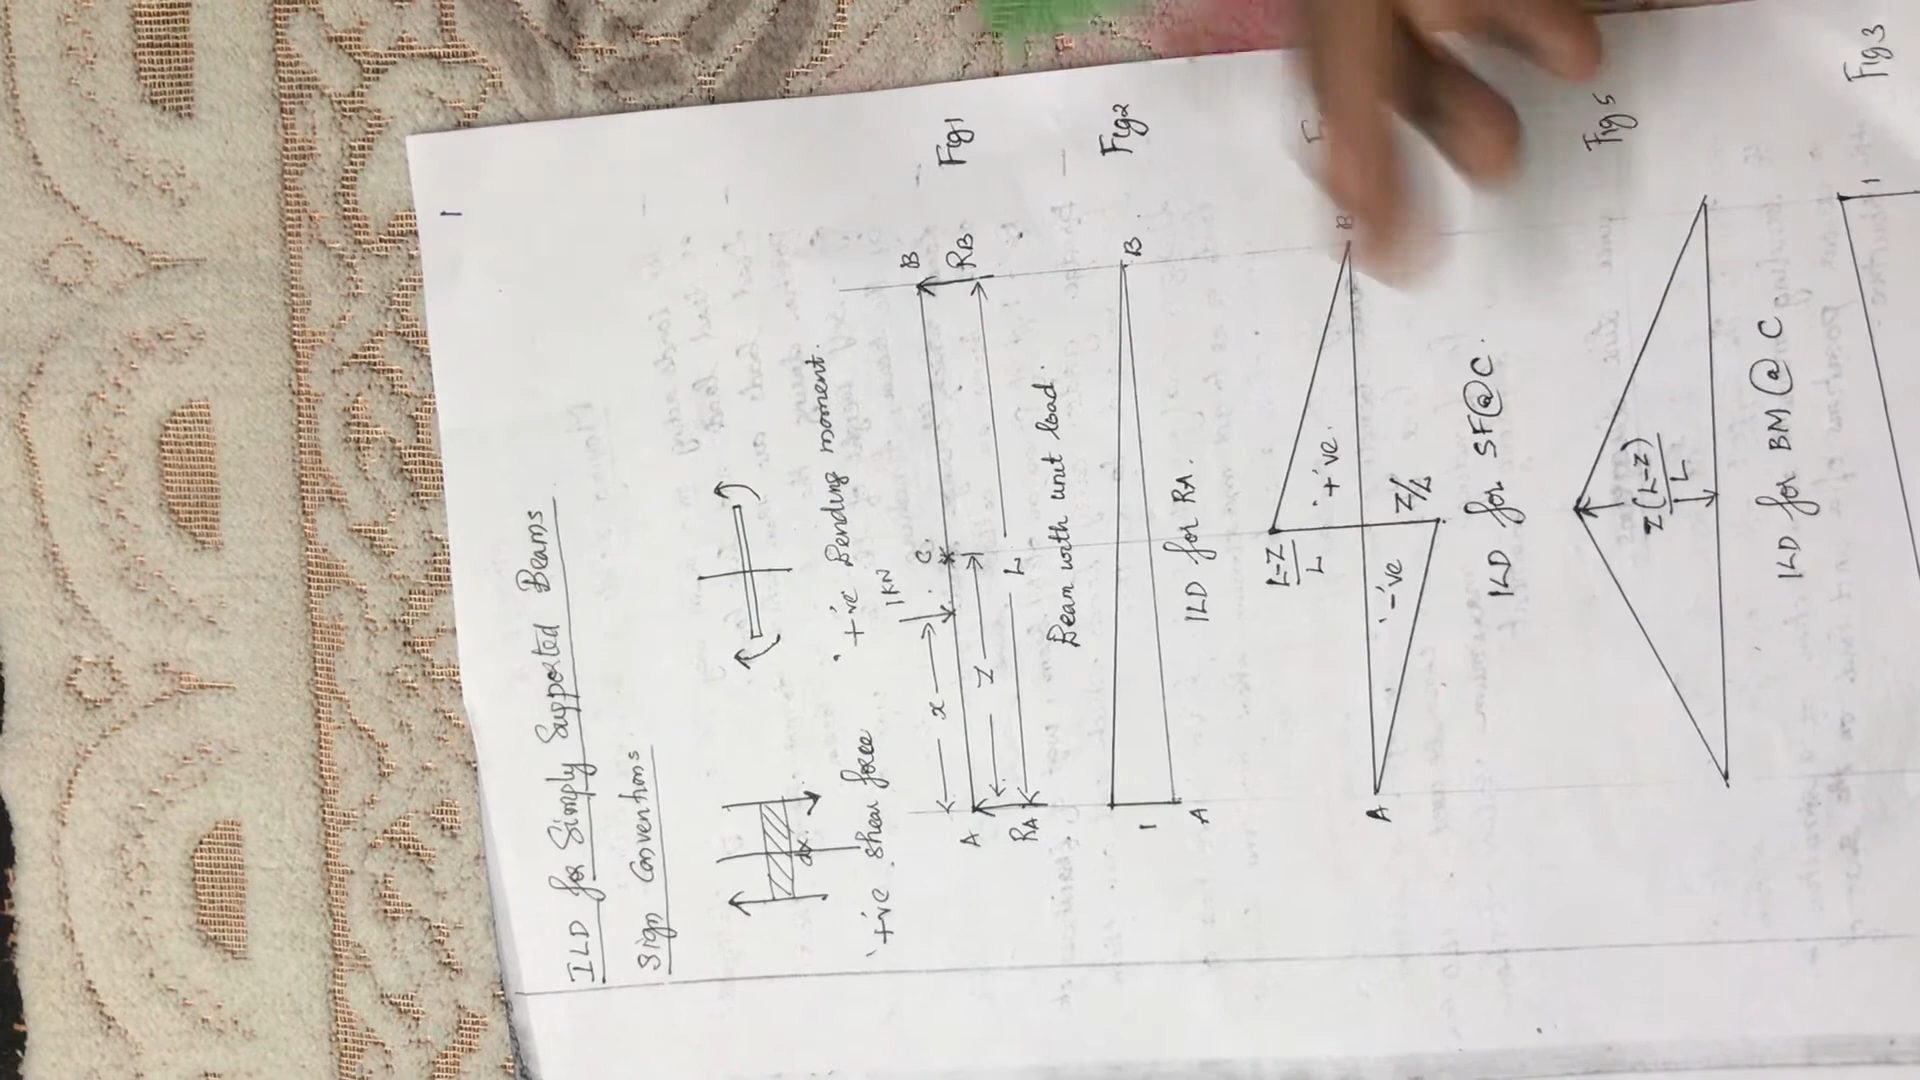 1
ILD for Simply Supported Beams
Sign Conventions
dx.
+ve shear force
+ve Bending moment.
1KN
x
C.
A
B
Z
RA
RB
L
Fig1
Beam with unit load.
Fig2
1
A
B
ILD for RA.
L-Z
L
+ve.
B
A
-ve
Z/L
ILD for SF@C.
Fig5
Z(L-Z)
L
ILD for BM@C
Fig3
1